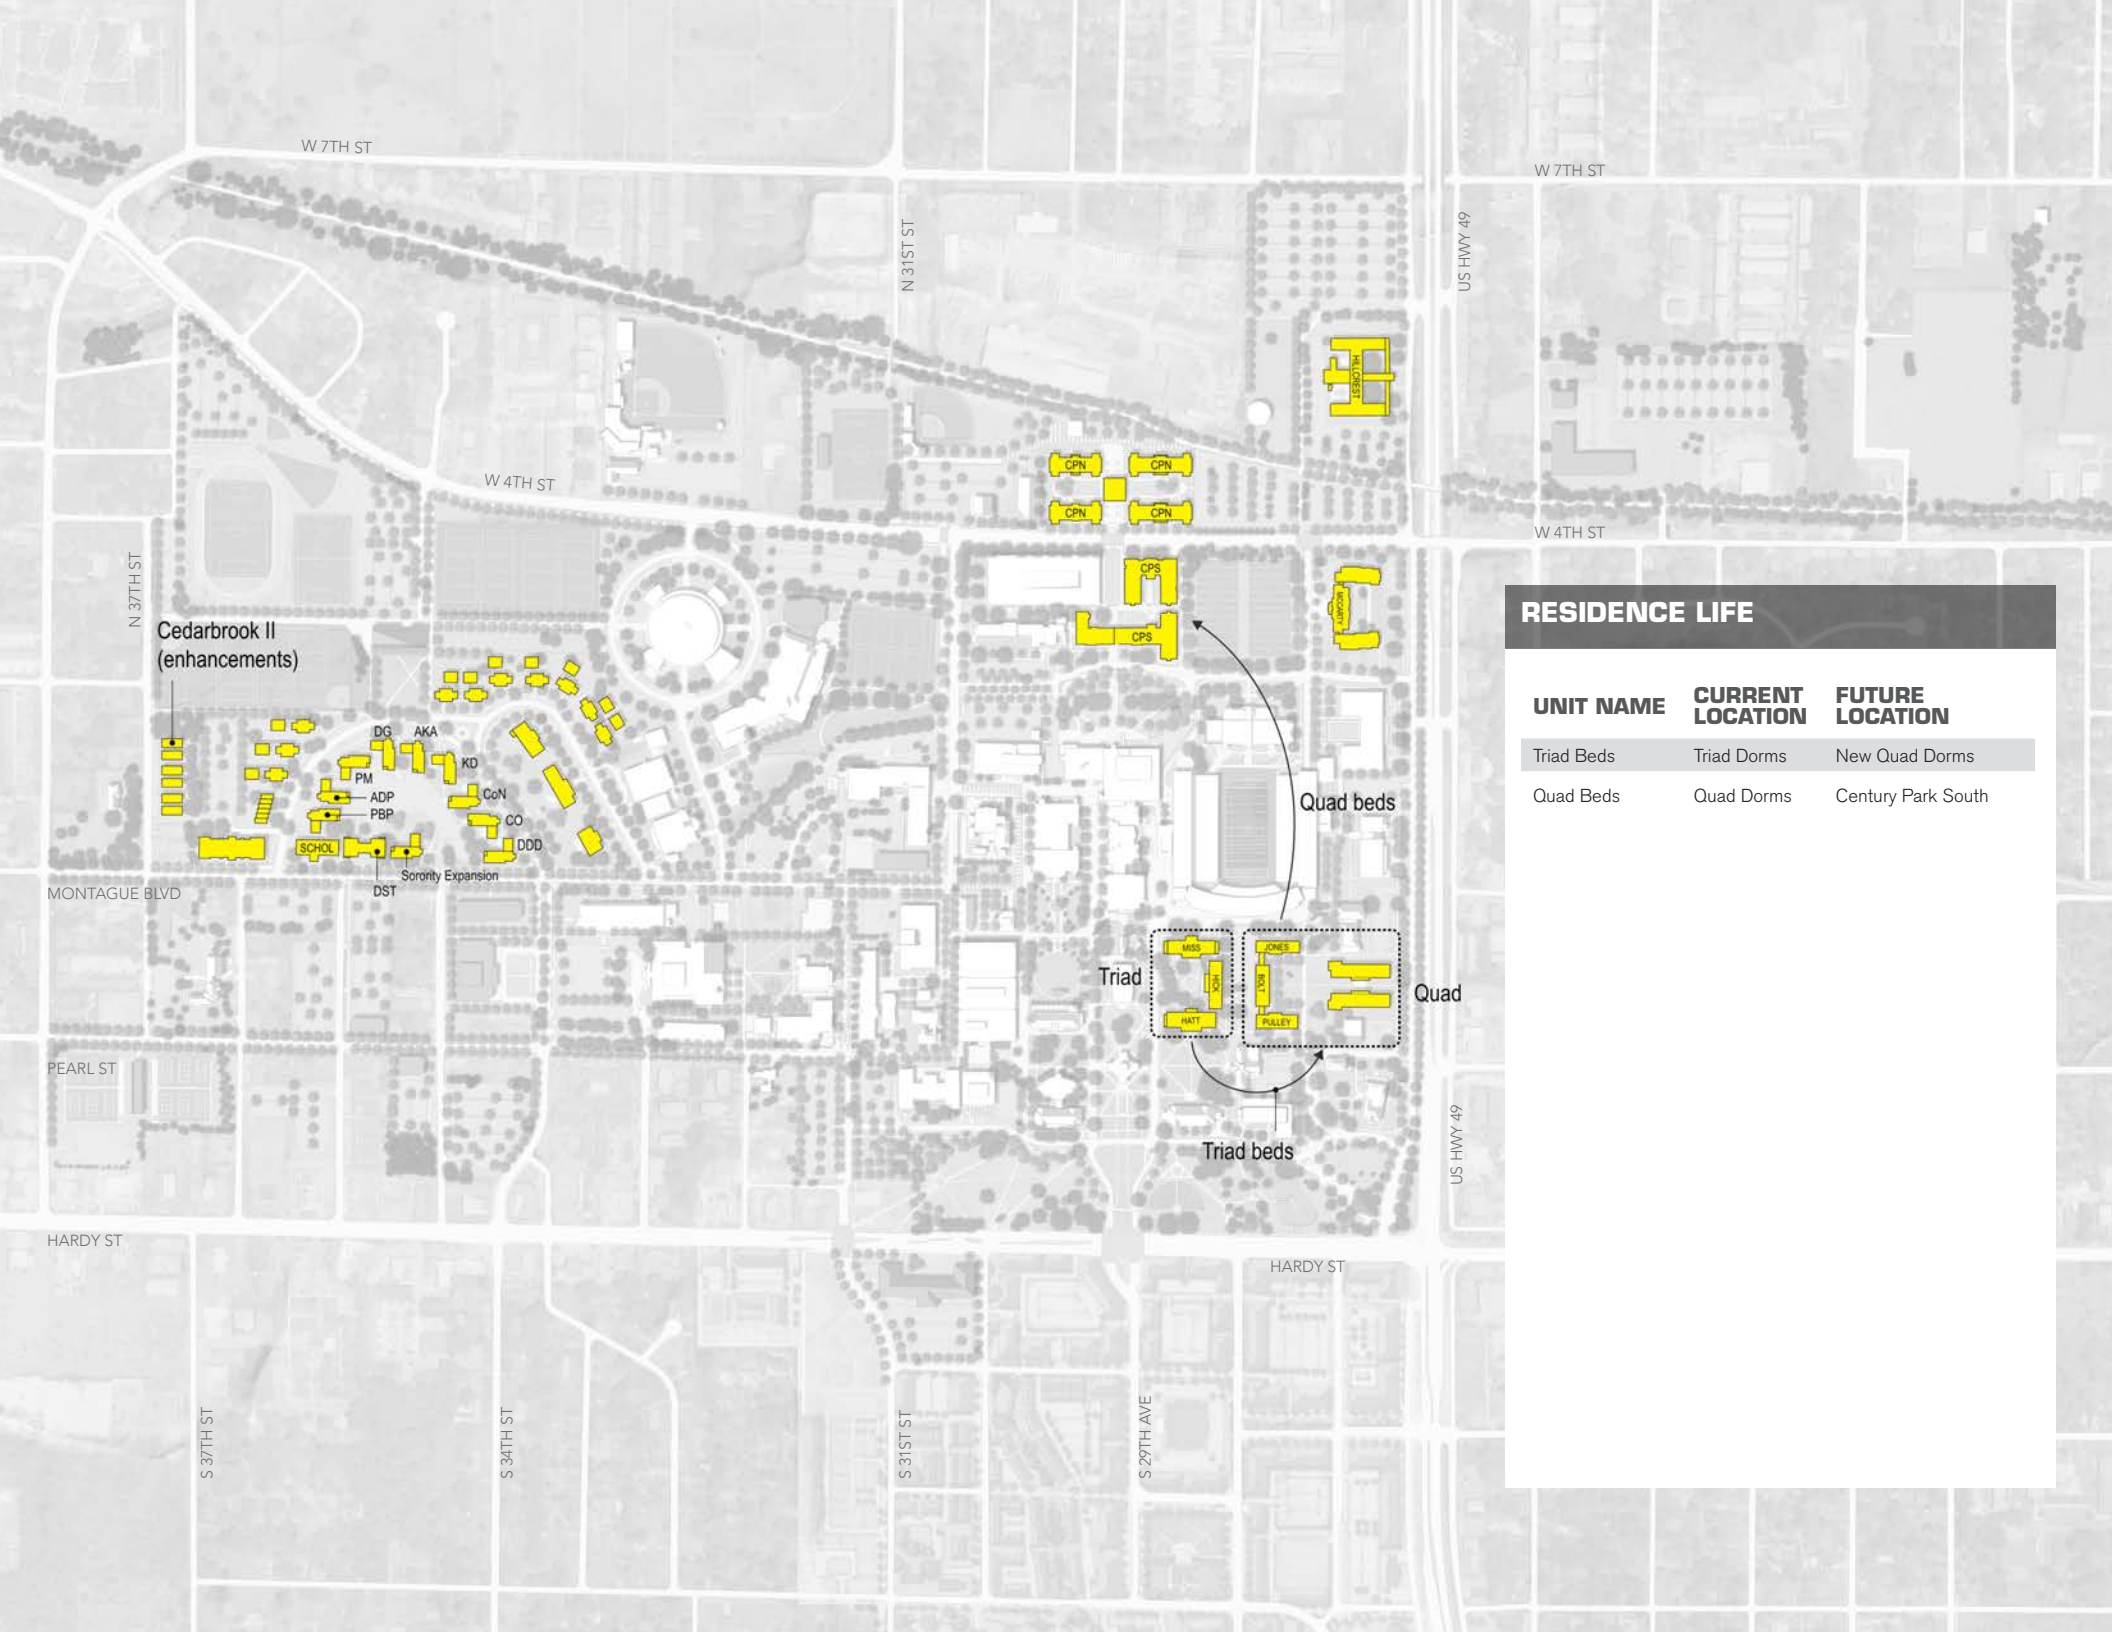 W 7TH ST
W 7TH ST
N 31ST ST
US HWY 49
HILLCREST
CPN
CPN
W 4TH ST
CPN
CPN
W 4TH ST
N 37TH ST
CPS
MCCARTY
CPS
Cedarbrook II
(enhancements)
DG
AKA
KD
PM
ADP
CoN
PBP
CO
SCHOL
DDD
Sorority Expansion
DST
MONTAGUE BLVD
Quad beds
MISS
JONES
Triad
HICK
BOLT
Quad
HATT
PULLEY
PEARL ST
Triad beds
US HWY 49
HARDY ST
HARDY ST
S 37TH ST
S 34TH ST
S 31ST ST
S 29TH AVE
RESIDENCE LIFE
UNIT NAME CURRENT LOCATION FUTURE LOCATION
Triad Beds Triad Dorms New Quad Dorms
Quad Beds Quad Dorms Century Park South